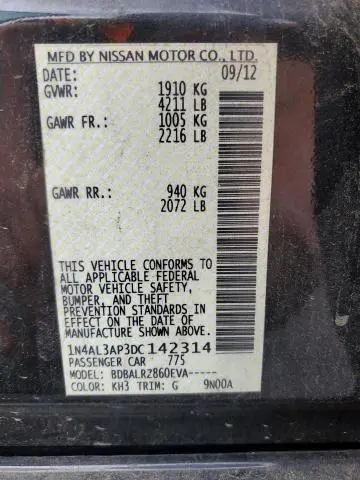 MFD BY NISSAN MOTOR CO., LTD.
DATE: 09/12
GVWR: 1910 KG
4211 LB
GAWR FR.: 1005 KG
2216 LB
GAWR RR.: 940 KG
2072 LB
THIS VEHICLE CONFORMS TO
ALL APPLICABLE FEDERAL
MOTOR VEHICLE SAFETY,
BUMPER, AND THEFT
PREVENTION STANDARDS IN
EFFECT ON THE DATE OF
MANUFACTURE SHOWN ABOVE.
1N4AL3AP3DC142314
PASSENGER CAR 775
MODEL: BDBALRZ860EVA-----
COLOR: KH3 TRIM: G 9N00A